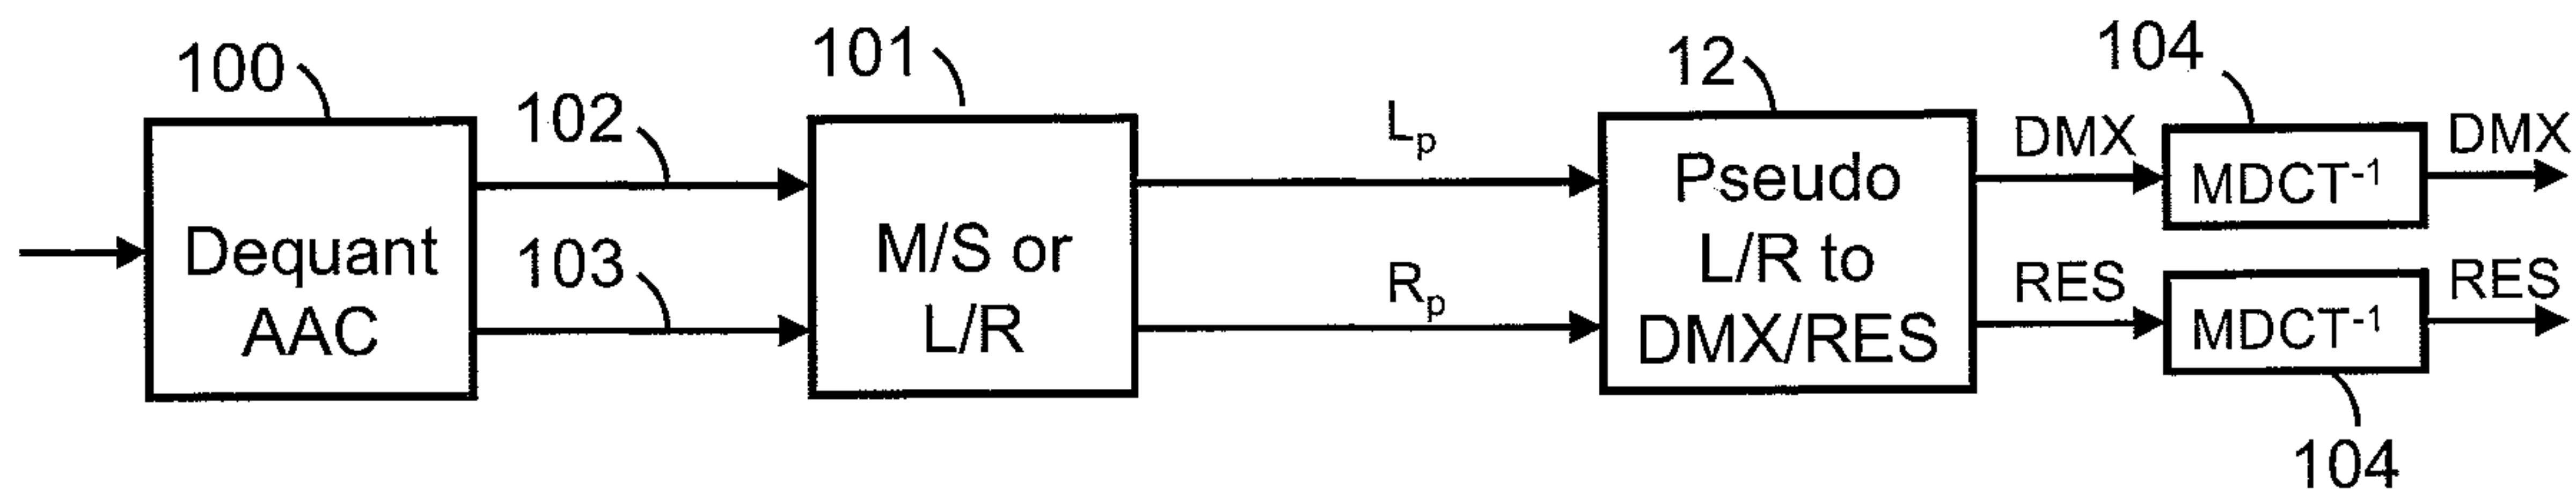 100
102
103
Dequant
AAC
101
M/S or
L/R
Lp
Rp
12
Pseudo
L/R to
DMX/RES
DMX
RES
104
MDCT-1
MDCT-1
104
DMX
RES